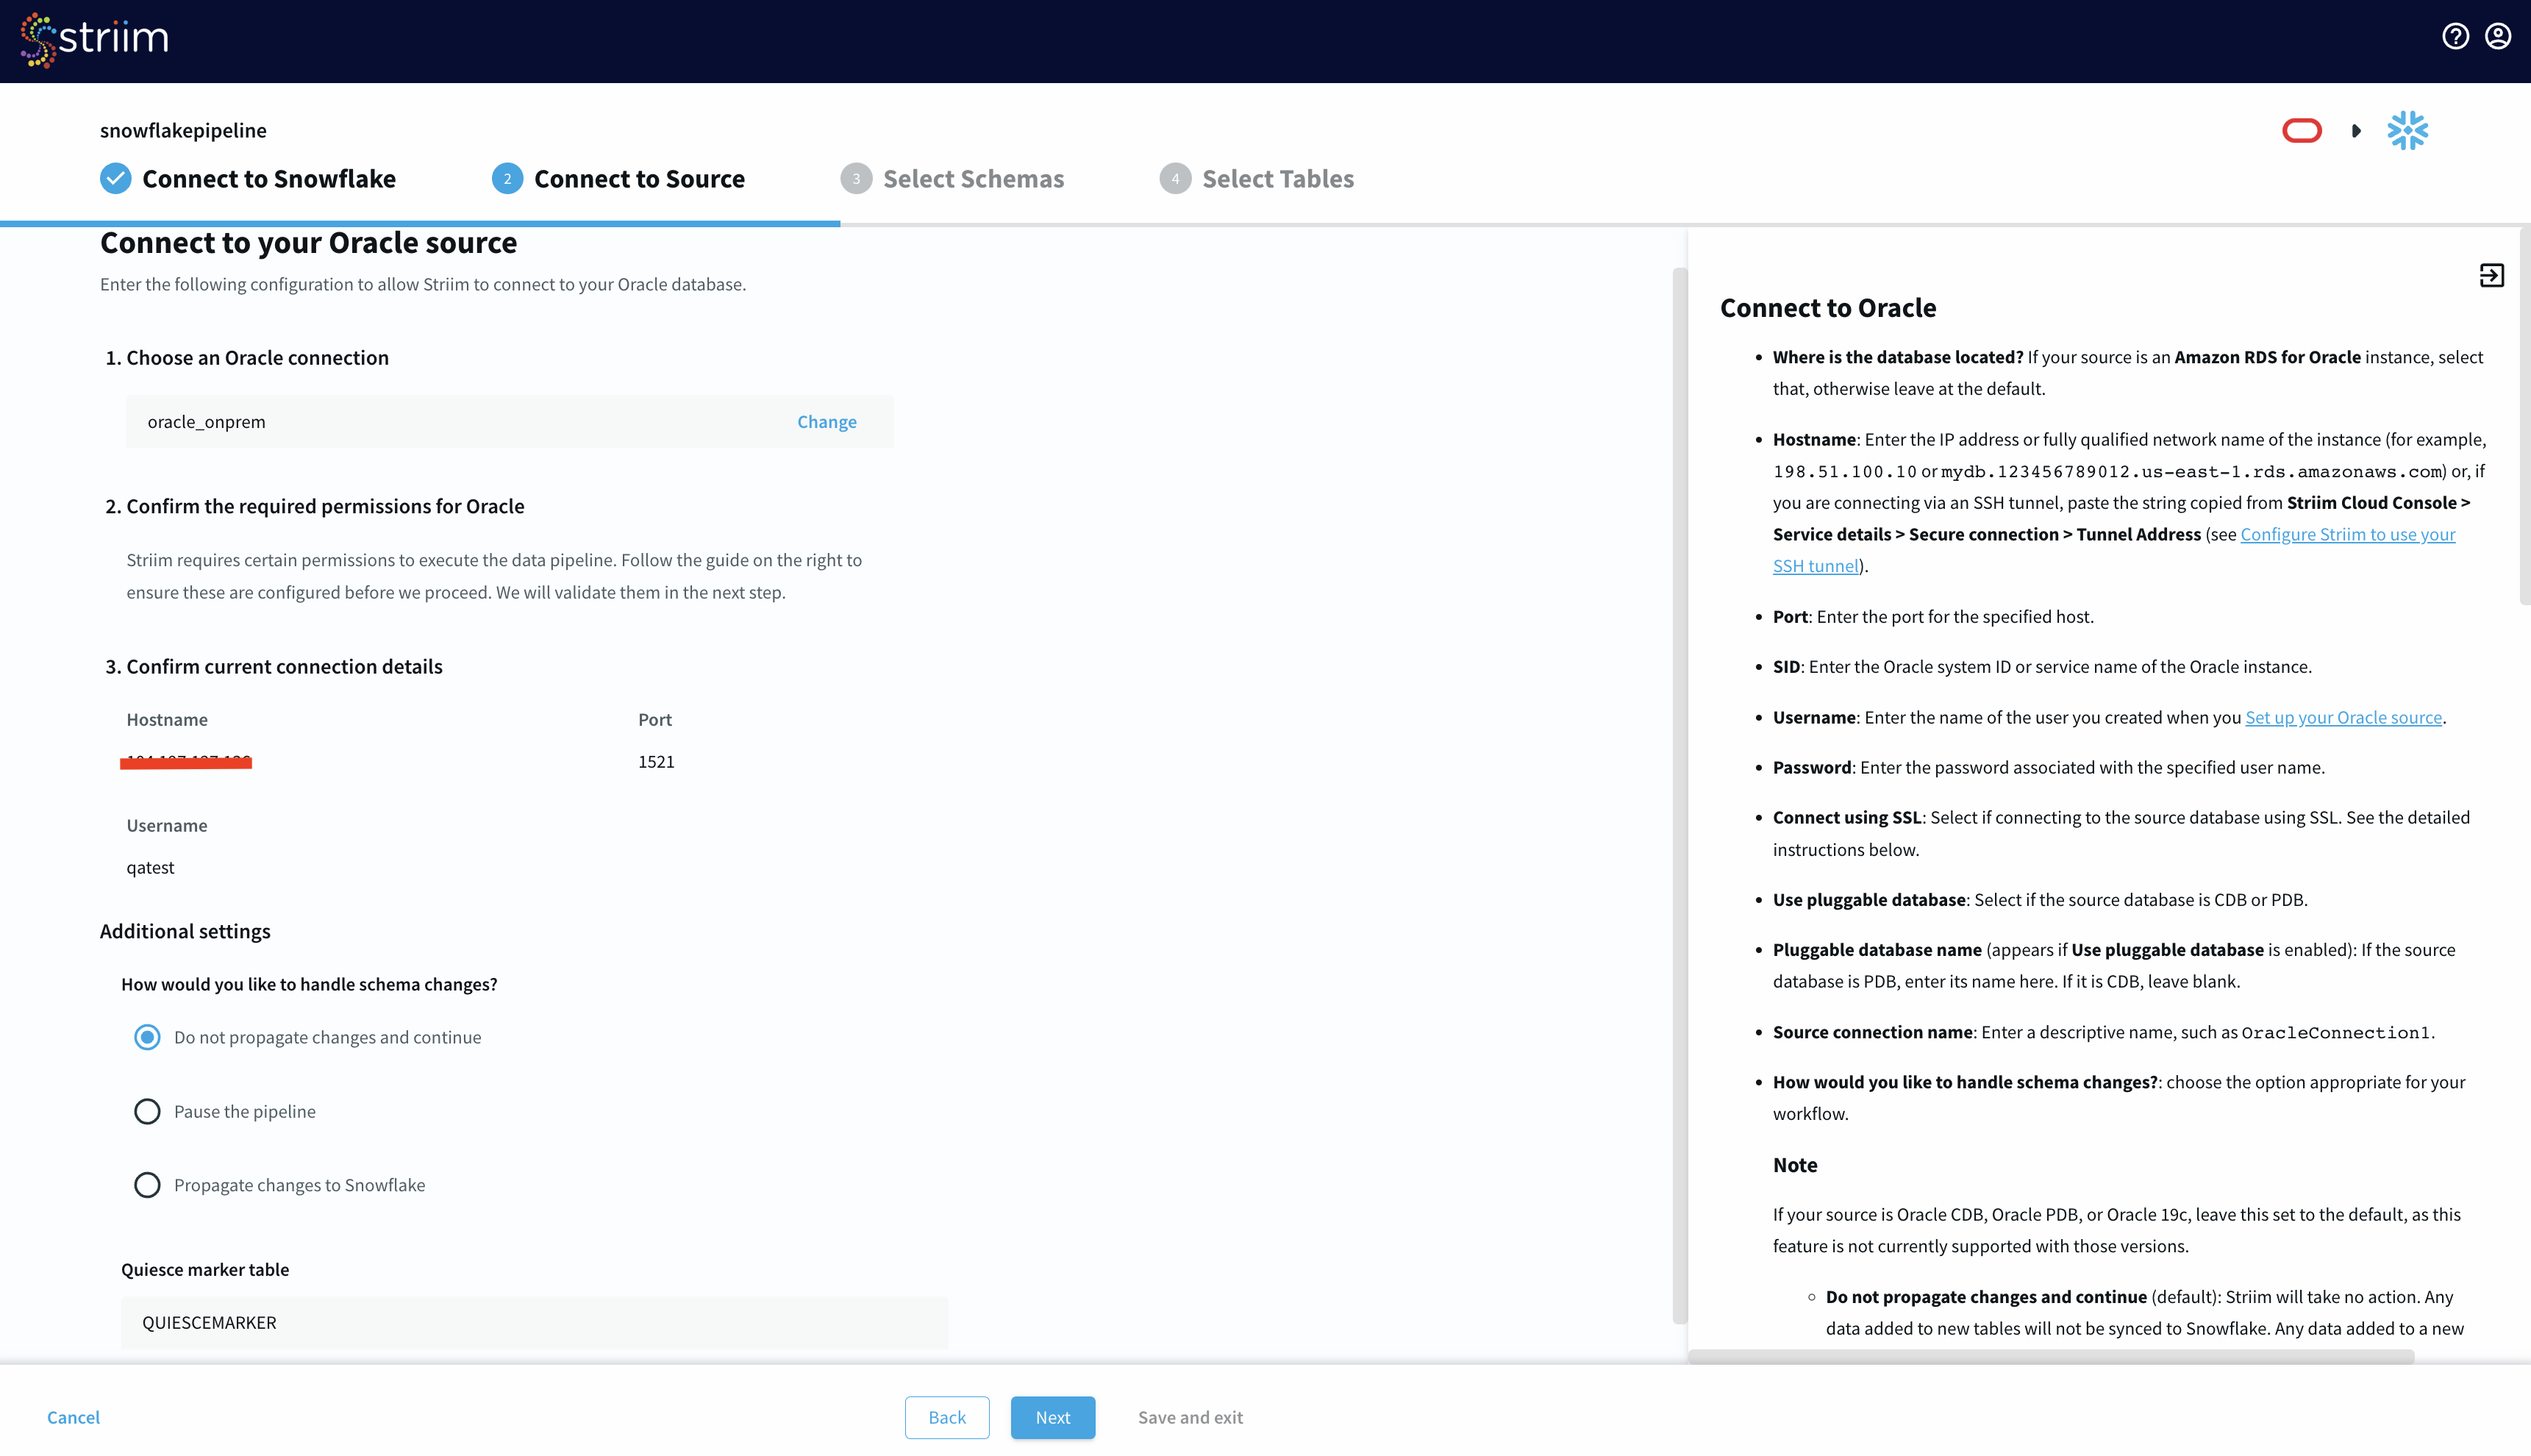 striim
snowflakepipeline
Connect to Snowflake
2 Connect to Source
3 Select Schemas
4 Select Tables
Connect to your Oracle source
Enter the following configuration to allow Striim to connect to your Oracle database.
1. Choose an Oracle connection
oracle_onprem
Change
2. Confirm the required permissions for Oracle
Striim requires certain permissions to execute the data pipeline. Follow the guide on the right to
ensure these are configured before we proceed. We will validate them in the next step.
3. Confirm current connection details
Hostname
Port
1521
Username
qatest
Additional settings
How would you like to handle schema changes?
Do not propagate changes and continue
Pause the pipeline
Propagate changes to Snowflake
Quiesce marker table
QUIESCEMARKER
Connect to Oracle
• Where is the database located? If your source is an Amazon RDS for Oracle instance, select
that, otherwise leave at the default.
• Hostname: Enter the IP address or fully qualified network name of the instance (for example,
198.51.100.10 or mydb.123456789012.us-east-1.rds.amazonaws.com) or, if
you are connecting via an SSH tunnel, paste the string copied from Striim Cloud Console >
Service details > Secure connection > Tunnel Address (see Configure Striim to use your
SSH tunnel).
• Port: Enter the port for the specified host.
• SID: Enter the Oracle system ID or service name of the Oracle instance.
• Username: Enter the name of the user you created when you Set up your Oracle source.
• Password: Enter the password associated with the specified user name.
• Connect using SSL: Select if connecting to the source database using SSL. See the detailed
instructions below.
• Use pluggable database: Select if the source database is CDB or PDB.
• Pluggable database name (appears if Use pluggable database is enabled): If the source
database is PDB, enter its name here. If it is CDB, leave blank.
• Source connection name: Enter a descriptive name, such as OracleConnection1.
• How would you like to handle schema changes?: choose the option appropriate for your
workflow.
Note
If your source is Oracle CDB, Oracle PDB, or Oracle 19c, leave this set to the default, as this
feature is not currently supported with those versions.
◦ Do not propagate changes and continue (default): Striim will take no action. Any
data added to new tables will not be synced to Snowflake. Any data added to a new
Cancel
Back
Next
Save and exit